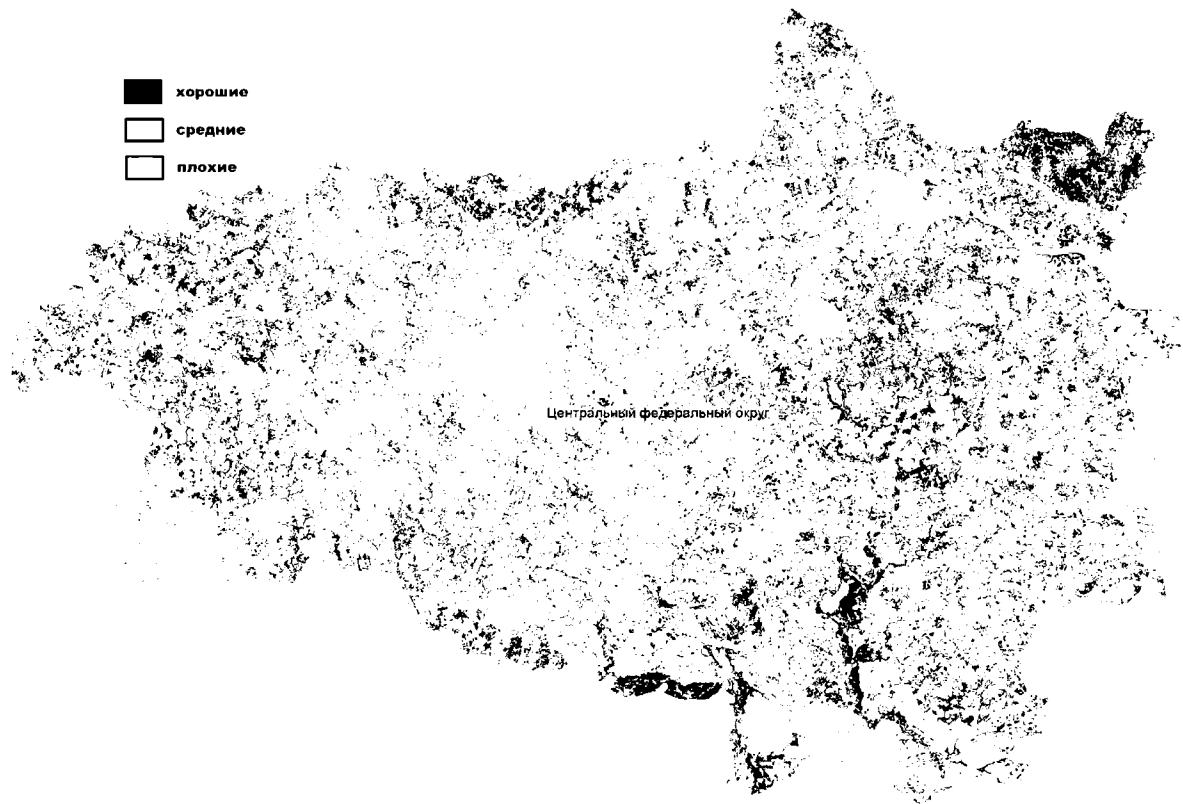 хорошие
средние
плохие
Центральный федеральный округ